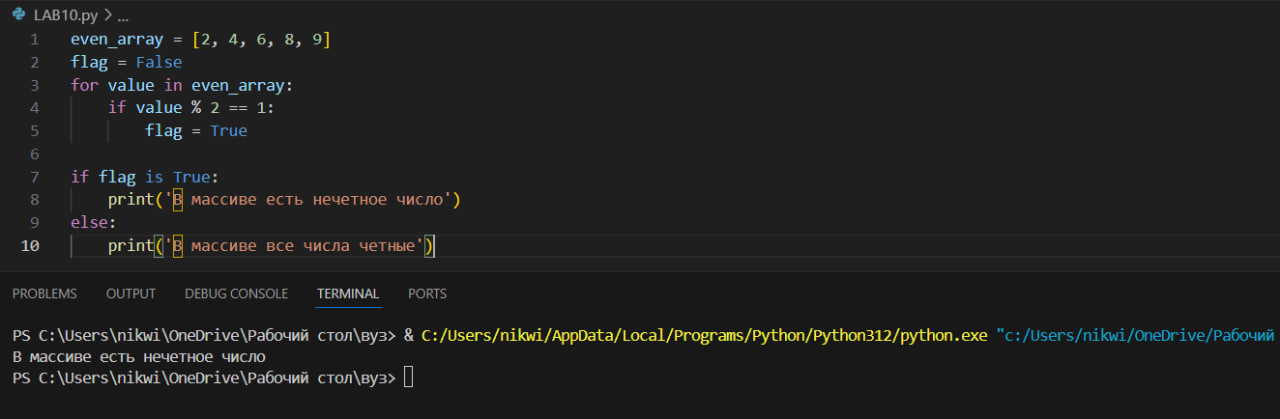 LAB10.py > ...
1 even_array = [2, 4, 6, 8, 9]
2 flag = False
3 for value in even_array:
4     if value % 2 == 1:
5         flag = True
6
7 if flag is True:
8     print('В массиве есть нечетное число')
9 else:
10     print('В массиве все числа четные')
PROBLEMS OUTPUT DEBUG CONSOLE TERMINAL PORTS
PS C:\Users\nikwi\OneDrive\Рабочий стол\вуз> & C:/Users/nikwi/AppData/Local/Programs/Python/Python312/python.exe "c:/Users/nikwi/OneDrive/Рабочий
В массиве есть нечетное число
PS C:\Users\nikwi\OneDrive\Рабочий стол\вуз>